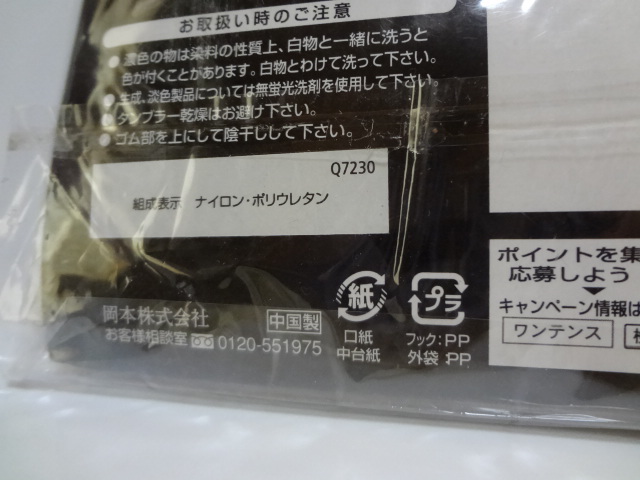 お取扱い時のご注意
●濃色の物は染料の性質上、白物と一緒に洗うと
色が付くことがあります。白物とわけて洗って下さい。
●生成、淡色製品については無蛍光洗剤を使用して下さい。
●タンブラー乾燥はお避け下さい。
●ゴム部を上にして陰干しして下さい。
Q7230
組成表示 ナイロン・ポリウレタン
岡本株式会社 中国製
お客様相談室 0120-551975
紙
口紙
中台紙
プラ
フック:PP
外袋:PP
ポイントを集
応募しよう
▼
キャンペーン情報は
ワンテンス